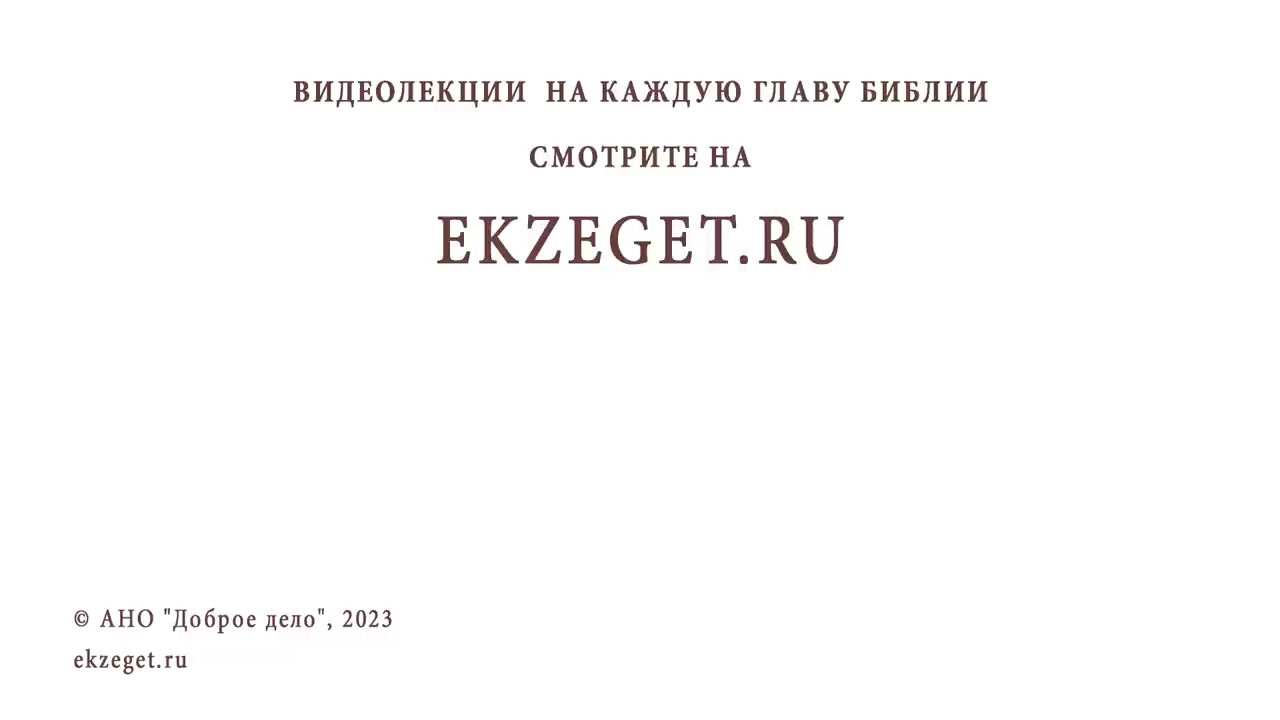 ВИДЕОЛЕКЦИИ НА КАЖДУЮ ГЛАВУ БИБЛИИ
СМОТРИТЕ НА
EKZEGET.RU
© АНО "Доброе дело", 2023
ekzeget.ru